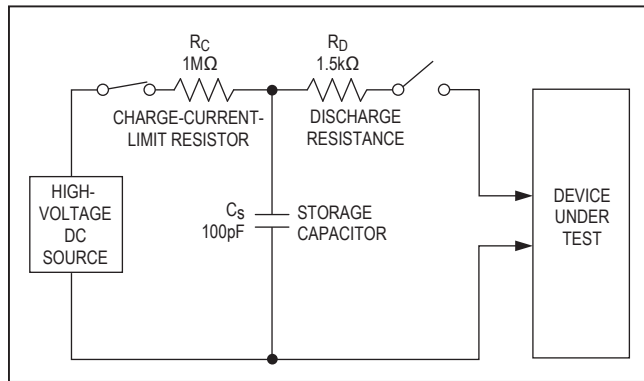 R_C
1MΩ
CHARGE-CURRENT-
LIMIT RESISTOR
R_D
1.5kΩ
DISCHARGE
RESISTANCE
HIGH-
VOLTAGE
DC
SOURCE
C_S
100pF
STORAGE
CAPACITOR
DEVICE
UNDER
TEST